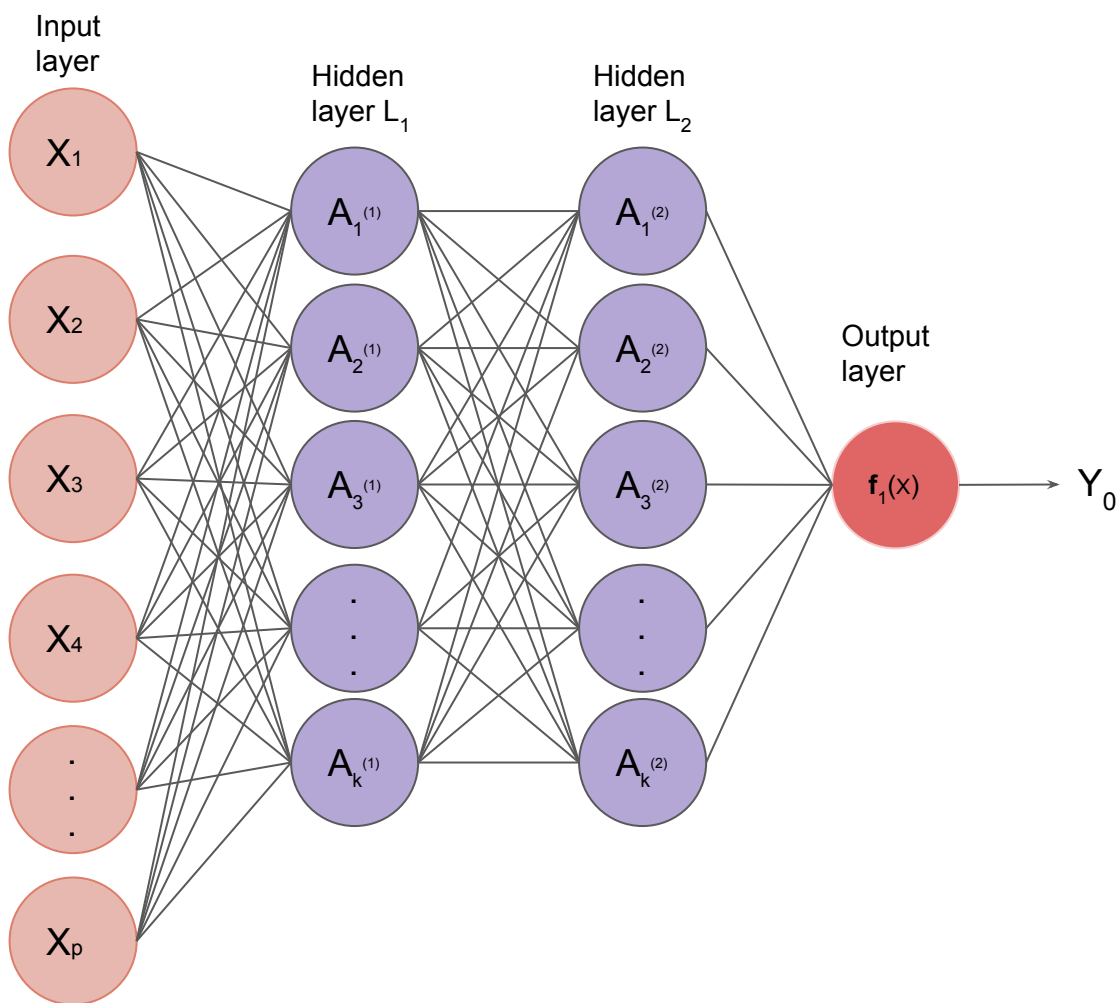 Input
layer
X1
X2
X3
X4
.
.
.
Xp
Hidden
layer L1
A1(1)
A2(1)
A3(1)
.
.
.
Ak(1)
Hidden
layer L2
A1(2)
A2(2)
A3(2)
.
.
.
Ak(2)
Output
layer
f1(X)
Y0